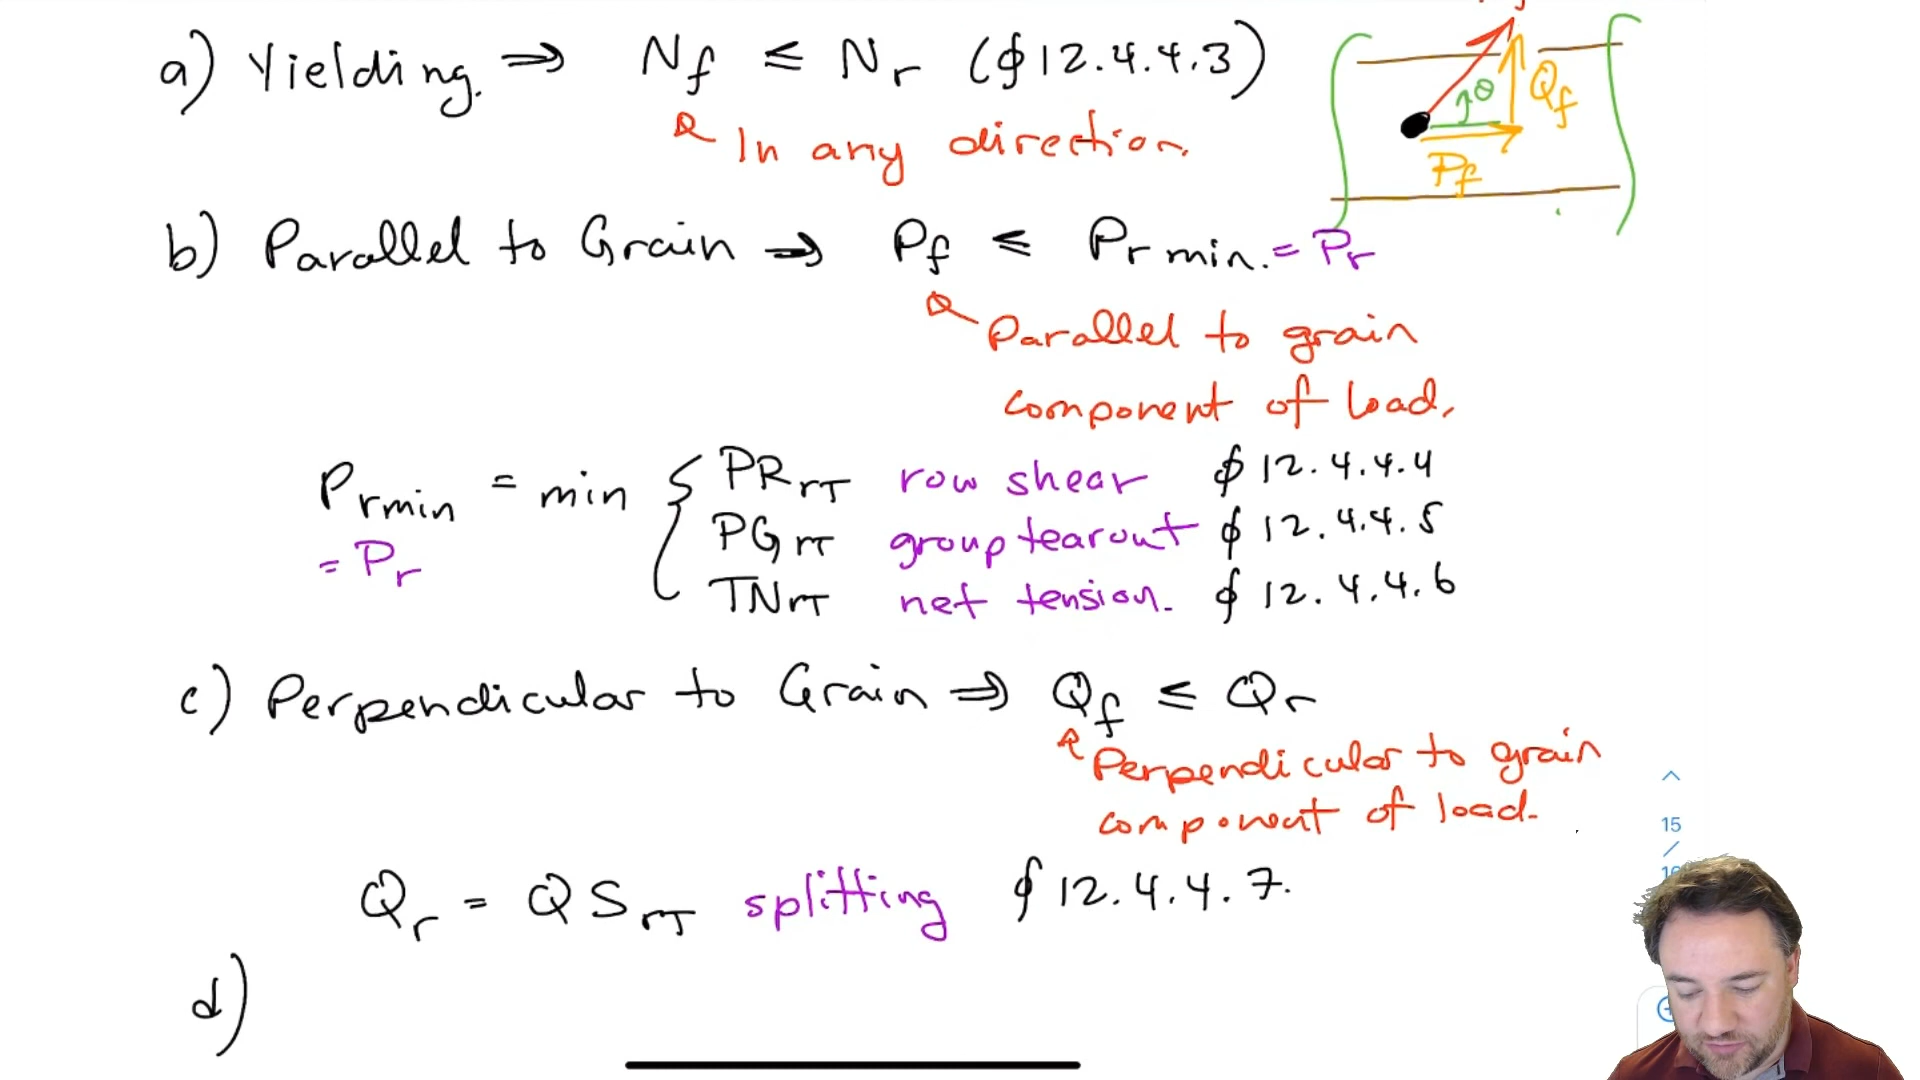 a) Yielding. ⇒ Nf ≤ Nr (§12.4.4.3)
In any direction.
θ Qf
Pf
b) Parallel to Grain ⇒ Pf ≤ Pr min. = Pr
Parallel to grain
component of load.
Prmin = min { PRrT row shear § 12.4.4.4
= Pr
PGrT group tearout § 12.4.4.5
TNrT net tension. § 12.4.4.6
c) Perpendicular to Grain ⇒ Qf ≤ Qr
Perpendicular to grain
component of load.
15
Qr = QSrT splitting § 12.4.4.7.
d)